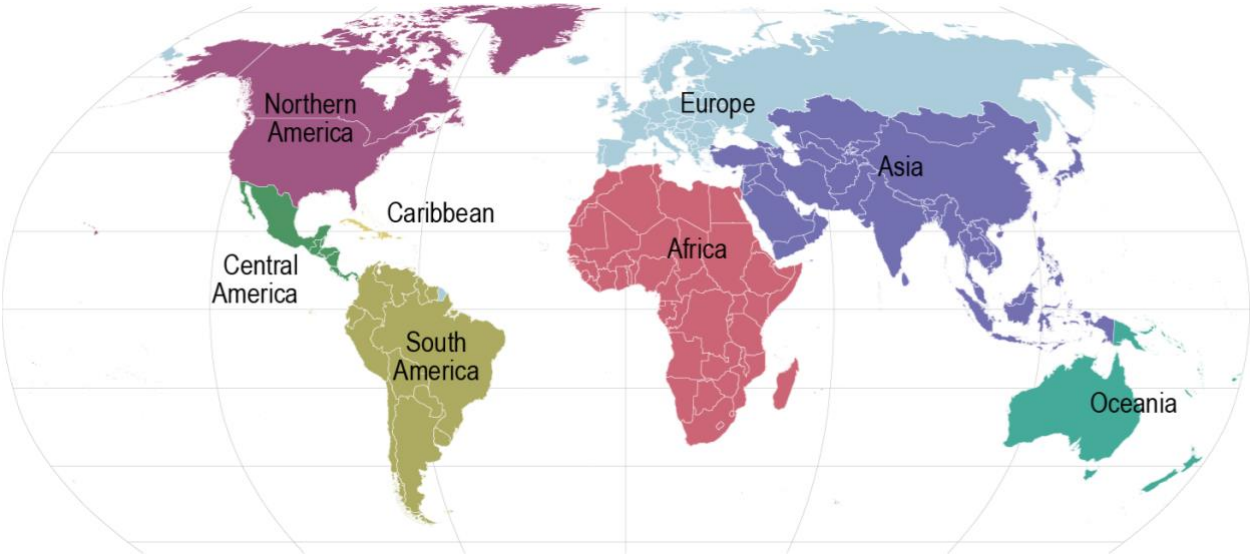 Northern
America
Europe
Asia
Caribbean
Africa
Central
America
South
America
Oceania